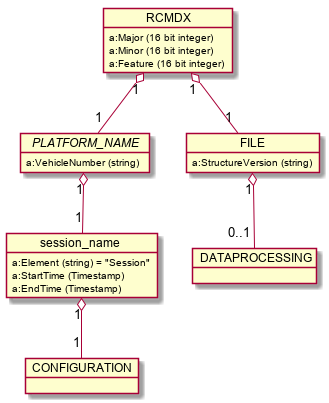 RCMDX
a:Major (16 bit integer)
a:Minor (16 bit integer)
a:Feature (16 bit integer)
1
1
1
1
PLATFORM_NAME
a:VehicleNumber (string)
FILE
a:StructureVersion (string)
1
1
1
0..1
session_name
a:Element (string) = "Session"
a:StartTime (Timestamp)
a:EndTime (Timestamp)
DATAPROCESSING
1
1
CONFIGURATION